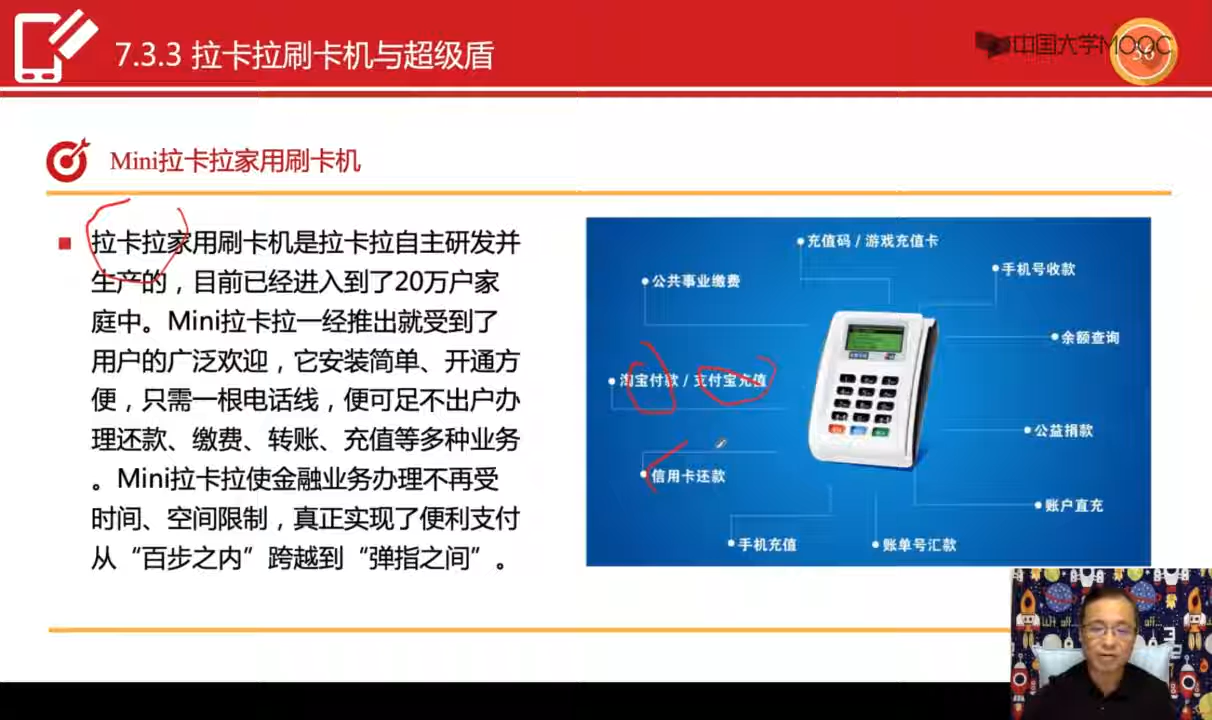 7.3.3 拉卡拉刷卡机与超级盾
中国大学MOOC
36
Mini拉卡拉家用刷卡机
拉卡拉家用刷卡机是拉卡拉自主研发并
生产的，目前已经进入到了20万户家
庭中。Mini拉卡拉一经推出就受到了
用户的广泛欢迎，它安装简单、开通方
便，只需一根电话线，便可足不出户办
理还款、缴费、转账、充值等多种业务
。Mini拉卡拉使金融业务办理不再受
时间、空间限制，真正实现了便利支付
从“百步之内”跨越到“弹指之间”。
充值码 / 游戏充值卡
公共事业缴费
手机号收款
余额查询
淘宝付款 / 支付宝充值
公益捐款
信用卡还款
账户直充
手机充值
账单号汇款